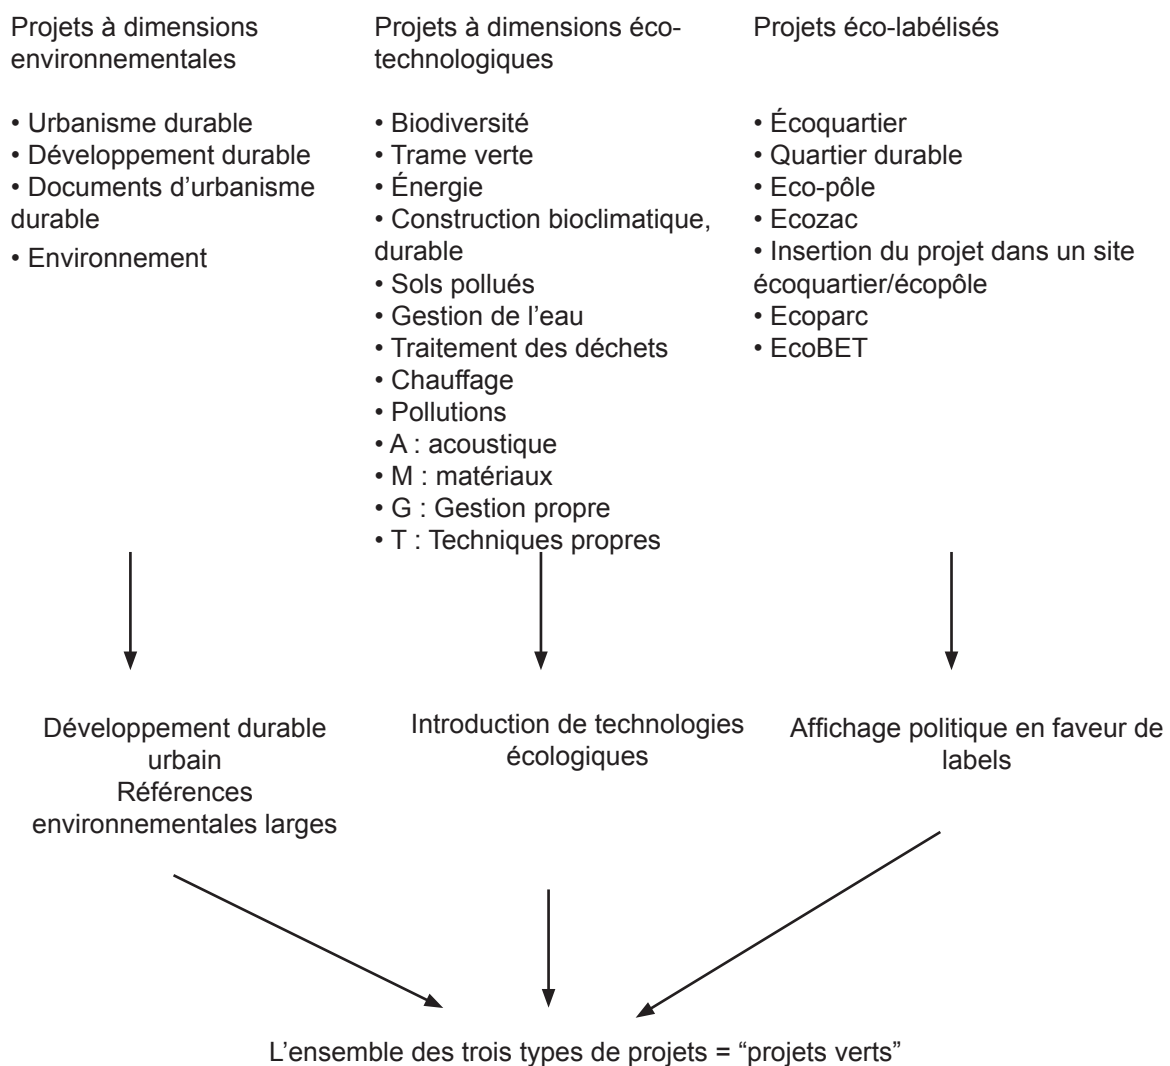 Projets à dimensions
environnementales
• Urbanisme durable
• Développement durable
• Documents d’urbanisme
durable
• Environnement
Projets à dimensions éco-
technologiques
• Biodiversité
• Trame verte
• Énergie
• Construction bioclimatique,
durable
• Sols pollués
• Gestion de l’eau
• Traitement des déchets
• Chauffage
• Pollutions
• A : acoustique
• M : matériaux
• G : Gestion propre
• T : Techniques propres
Projets éco-labélisés
• Écoquartier
• Quartier durable
• Eco-pôle
• Ecozac
• Insertion du projet dans un site
écoquartier/écopôle
• Ecoparc
• EcoBET
Développement durable
urbain
Références
environnementales larges
Introduction de technologies
écologiques
Affichage politique en faveur de
labels
L’ensemble des trois types de projets = “projets verts”